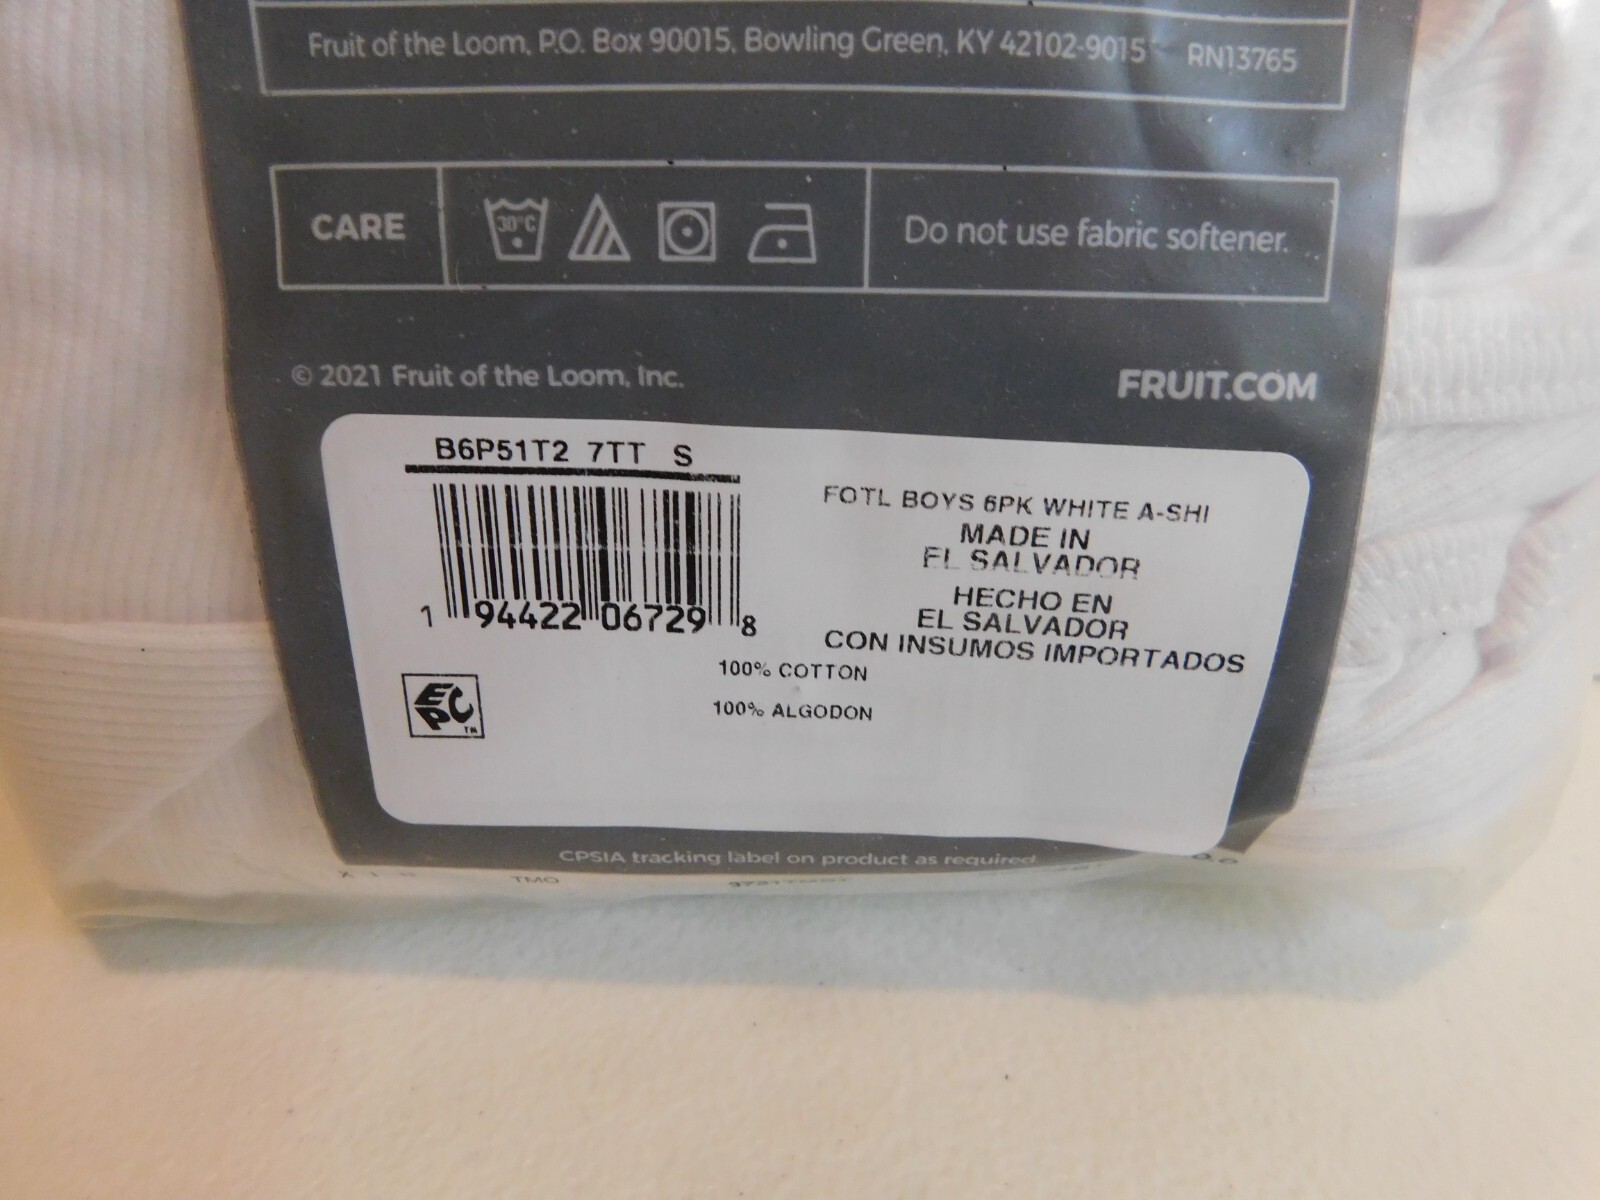 Fruit of the Loom, P.O. Box 90015, Bowling Green, KY 42102-9015 RN13765
CARE 30°C Do not use fabric softener.
© 2021 Fruit of the Loom, Inc. FRUIT.COM
B6P51T2 7TT S
FOTL BOYS 6PK WHITE A-SHI
MADE IN
EL SALVADOR
HECHO EN
EL SALVADOR
CON INSUMOS IMPORTADOS
1 94422 06729 8
100% COTTON
100% ALGODON
EPC™
CPSIA tracking label on product as required
TMO